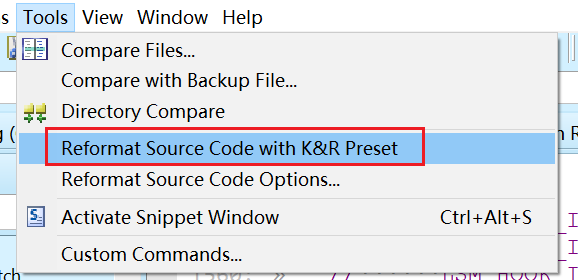 s Tools View Window Help
Compare Files...
Compare with Backup File...
Directory Compare
Reformat Source Code with K&R Preset
Reformat Source Code Options...
Activate Snippet Window Ctrl+Alt+S
Custom Commands...